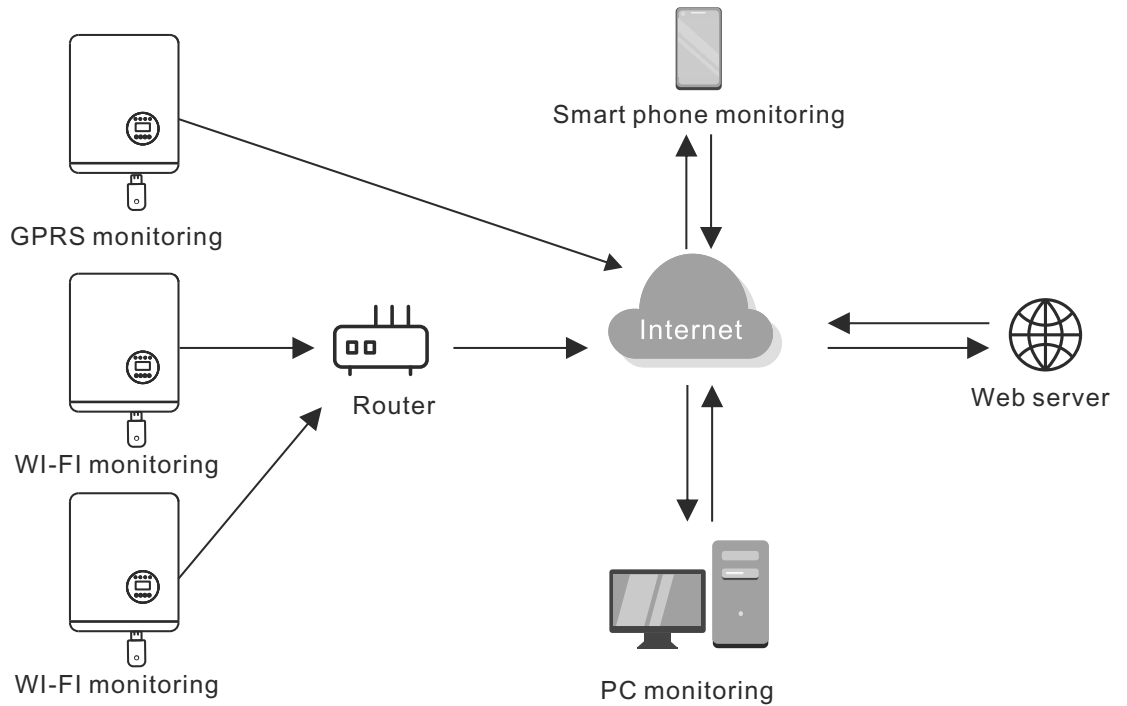 Smart phone monitoring
GPRS monitoring
Internet
Web server
Router
WI-FI monitoring
WI-FI monitoring
PC monitoring